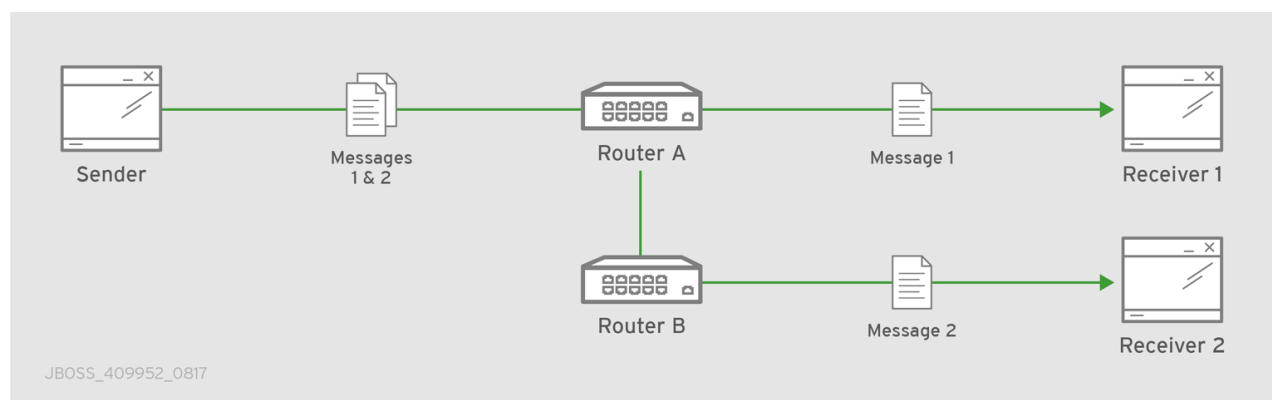 Sender
Messages
1 & 2
Router A
Message 1
Receiver 1
Router B
Message 2
Receiver 2
JBOSS_409952_0817